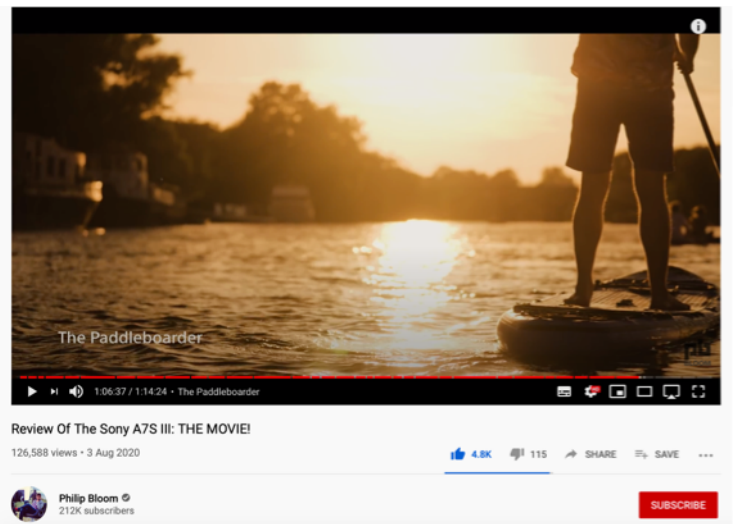 The Paddleboarder
1:06:37 / 1:14:24 • The Paddleboarder
Review Of The Sony A7S III: THE MOVIE!
126,588 views • 3 Aug 2020
4.8K 115 SHARE SAVE
Philip Bloom
212K subscribers
SUBSCRIBE